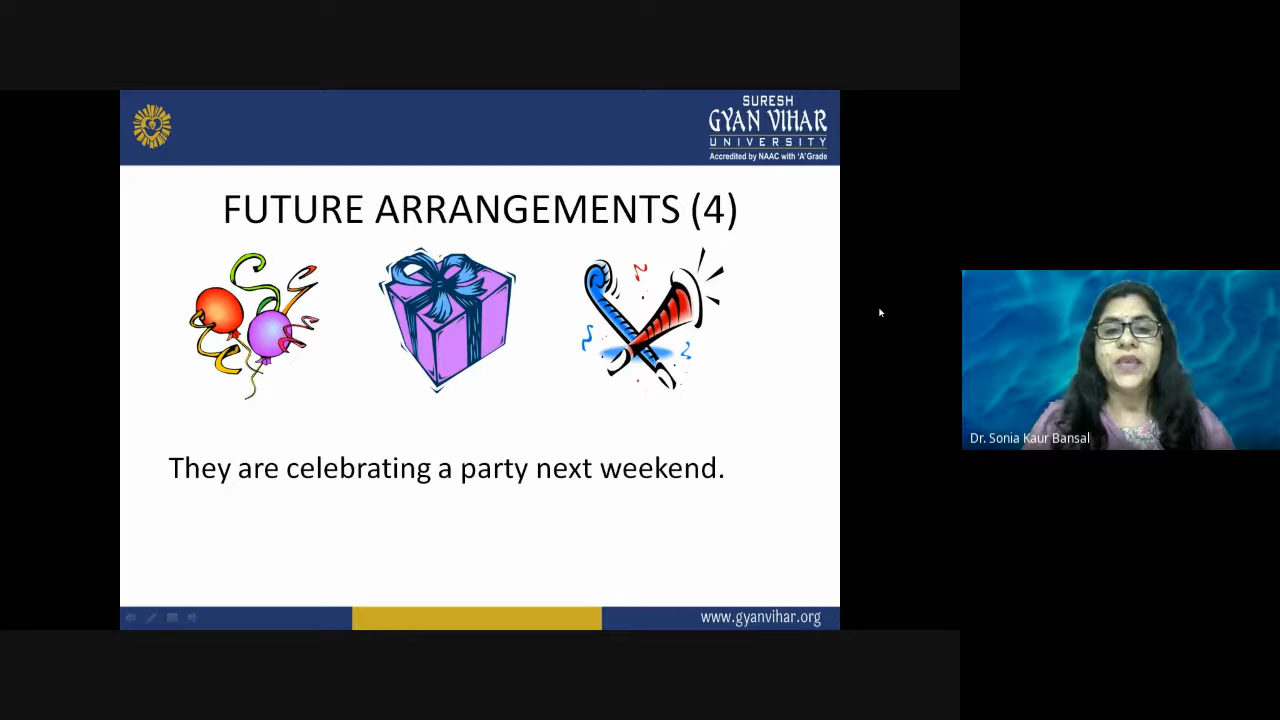 SURESH
GYAN VIHAR
UNIVERSITY
Accredited by NAAC with 'A' Grade
FUTURE ARRANGEMENTS (4)
They are celebrating a party next weekend.
Dr. Sonia Kaur Bansal
www.gyanvihar.org